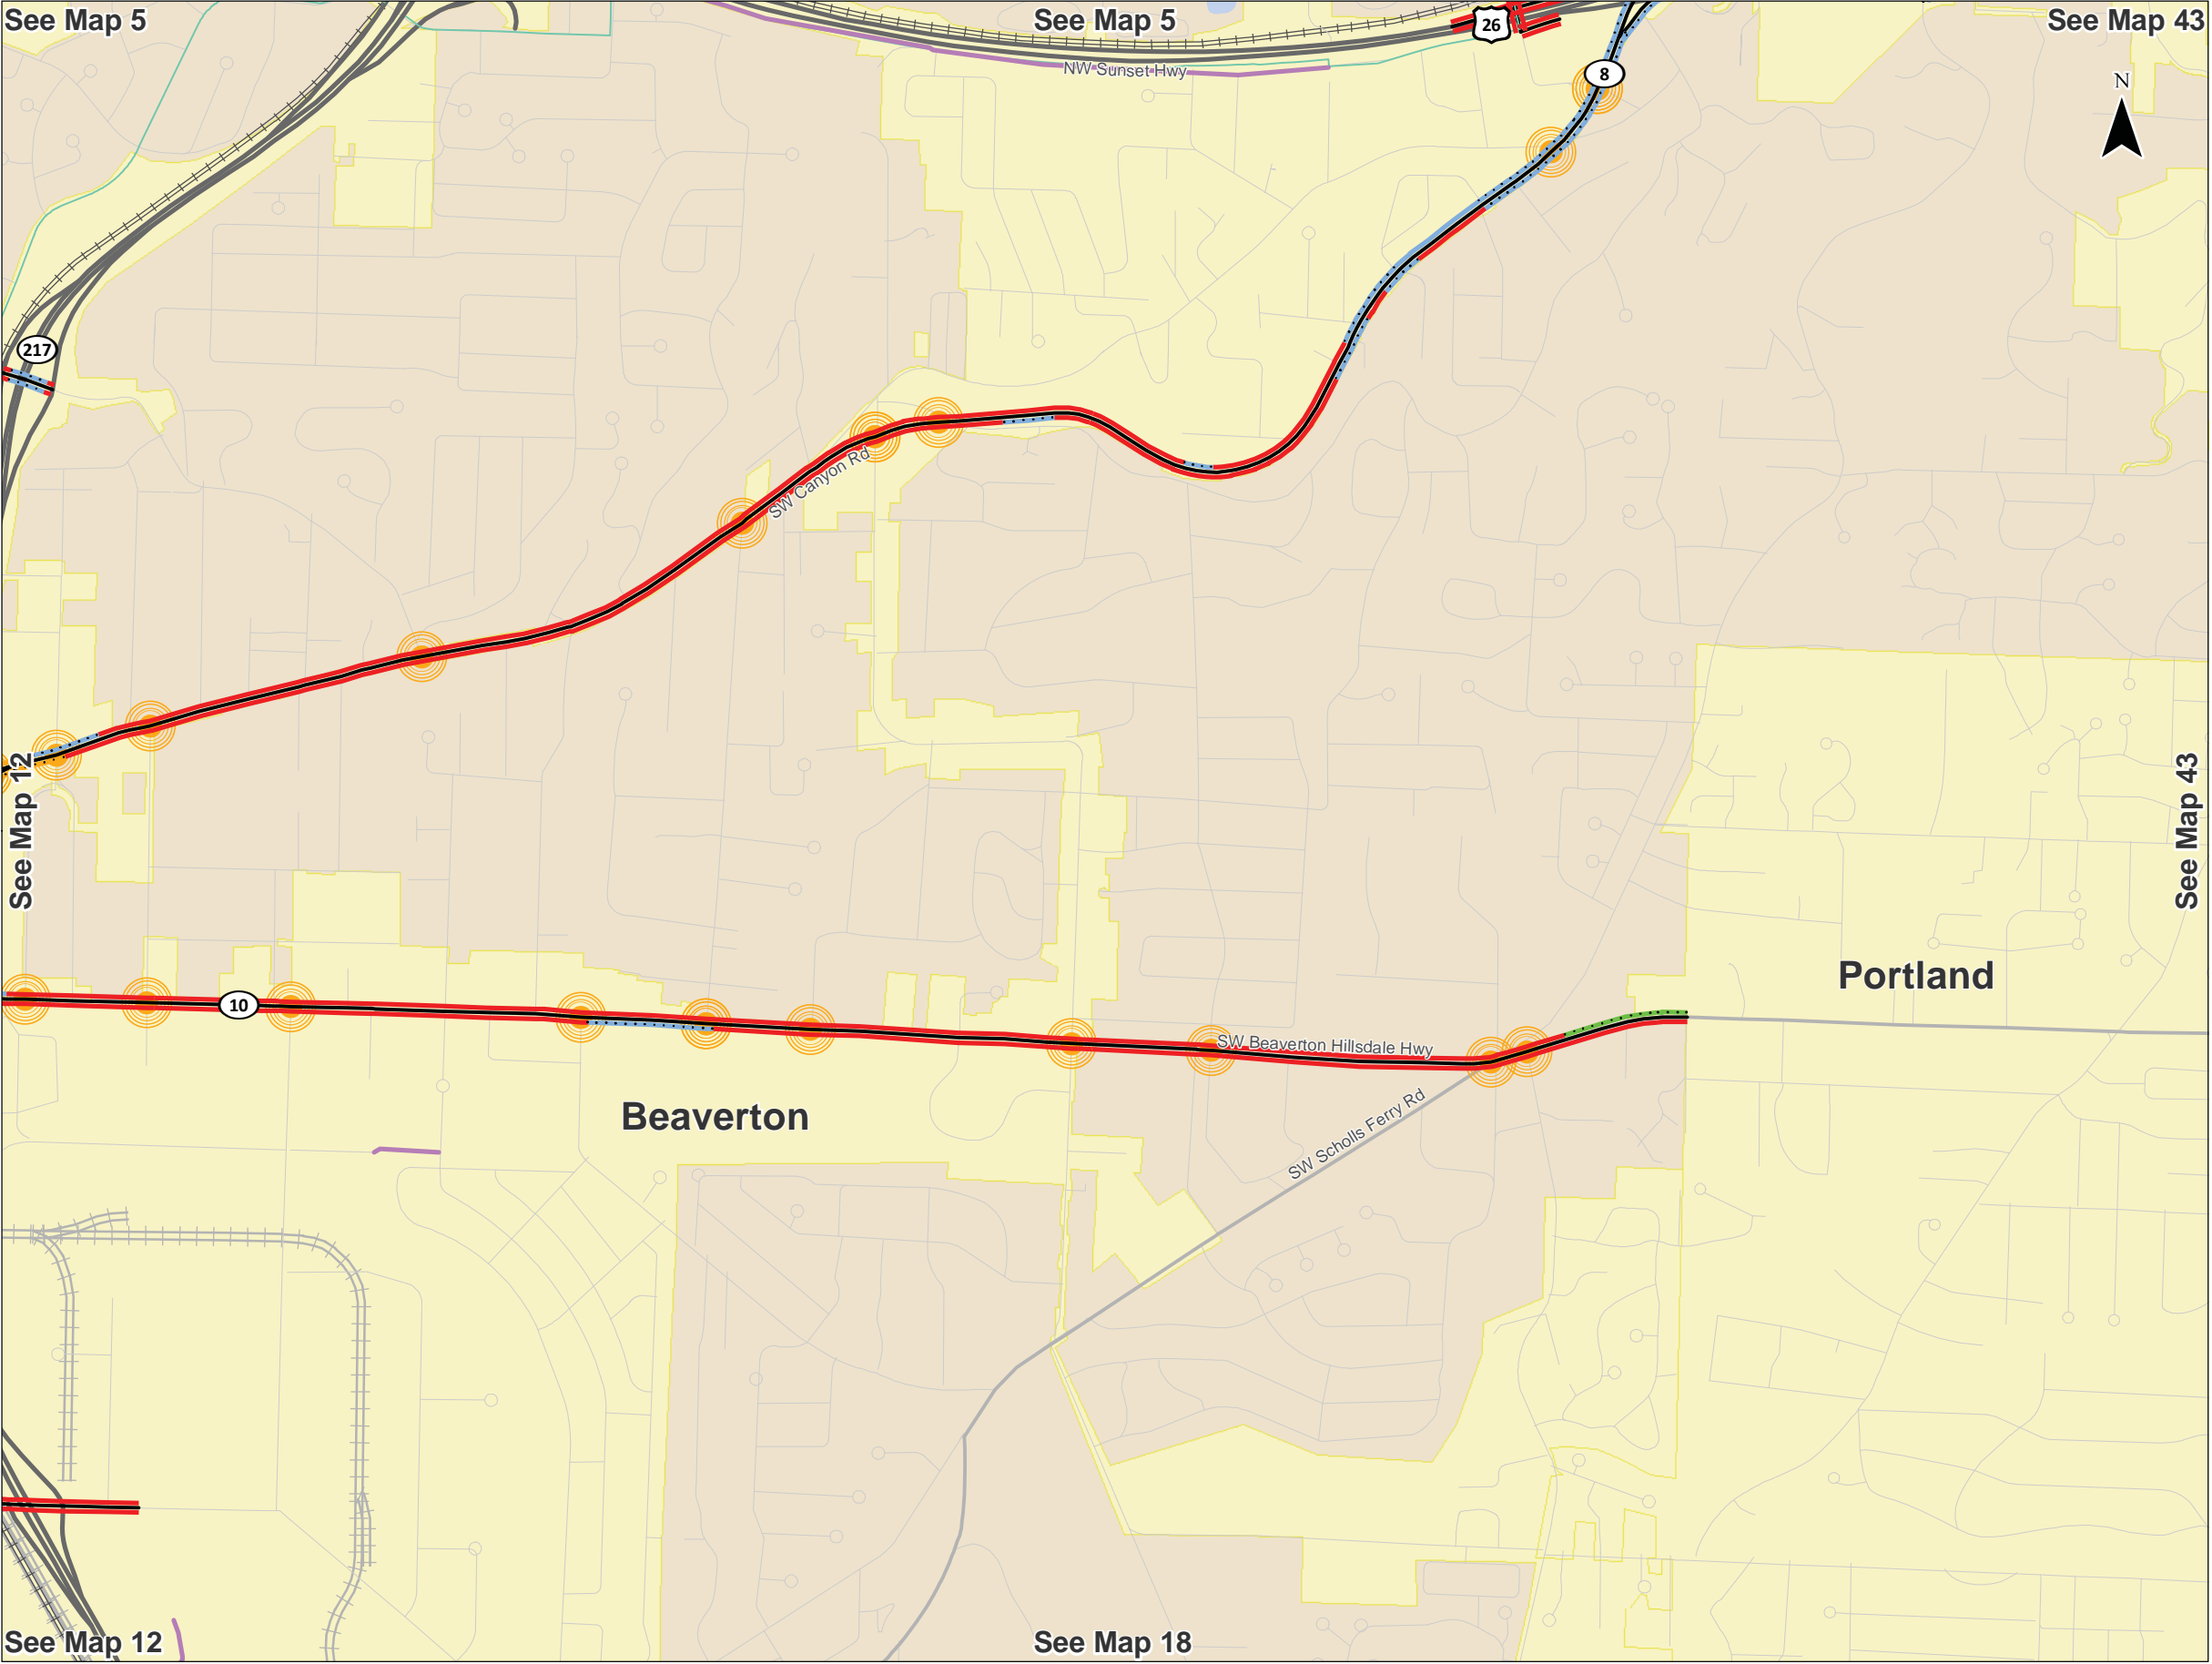 See Map 5
See Map 5
26
See Map 43
NW Sunset Hwy
8
N
217
SW Canyon Rd
See Map 12
See Map 43
Portland
10
SW Beaverton Hillsdale Hwy
Beaverton
SW Scholls Ferry Rd
See Map 12
See Map 18